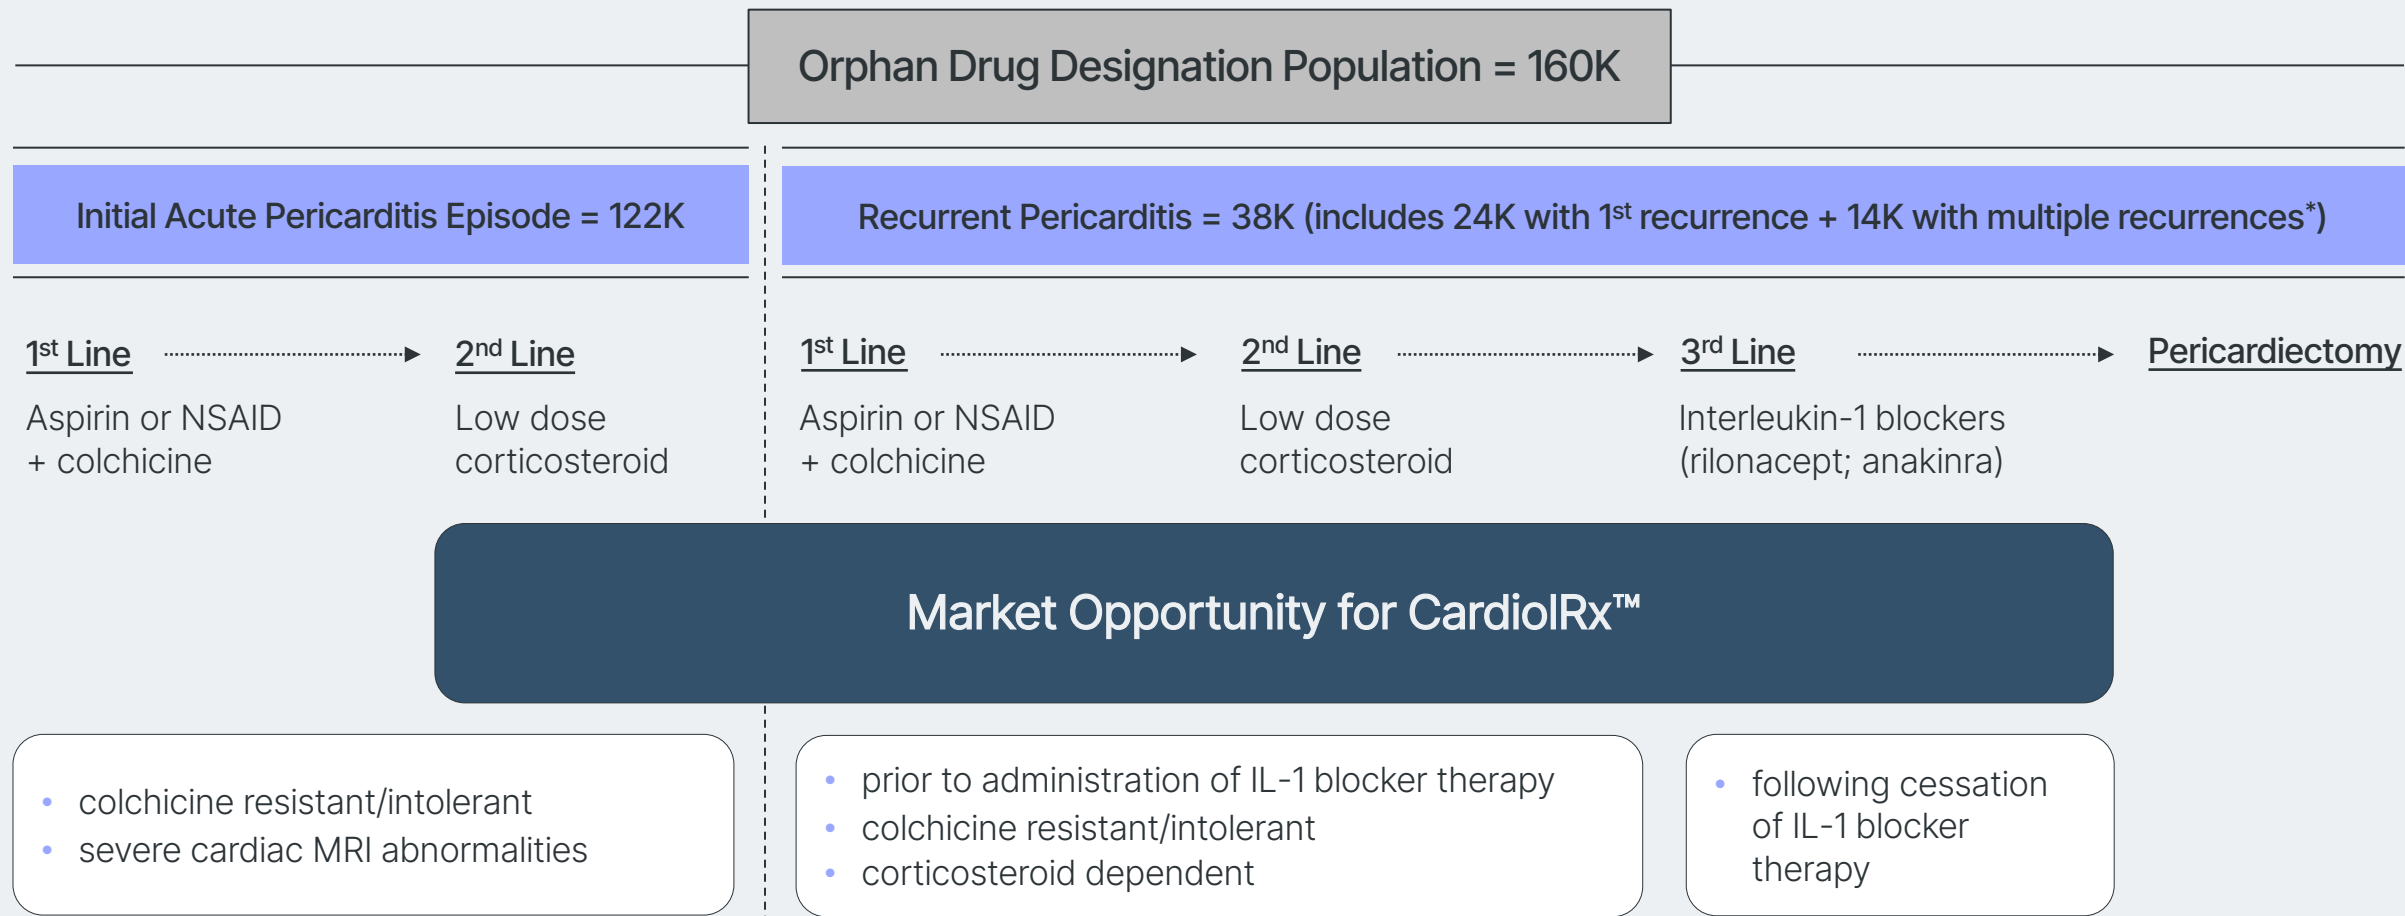 Orphan Drug Designation Population = 160K
Initial Acute Pericarditis Episode = 122K
Recurrent Pericarditis = 38K (includes 24K with 1st recurrence + 14K with multiple recurrences*)
1st Line
2nd Line
1st Line
2nd Line
3rd Line
Pericardiectomy
Aspirin or NSAID
+ colchicine
Low dose
corticosteroid
Aspirin or NSAID
+ colchicine
Low dose
corticosteroid
Interleukin-1 blockers
(rilonacept; anakinra)
Market Opportunity for CardiolRx™
• colchicine resistant/intolerant
• severe cardiac MRI abnormalities
• prior to administration of IL-1 blocker therapy
• colchicine resistant/intolerant
• corticosteroid dependent
• following cessation
of IL-1 blocker
therapy